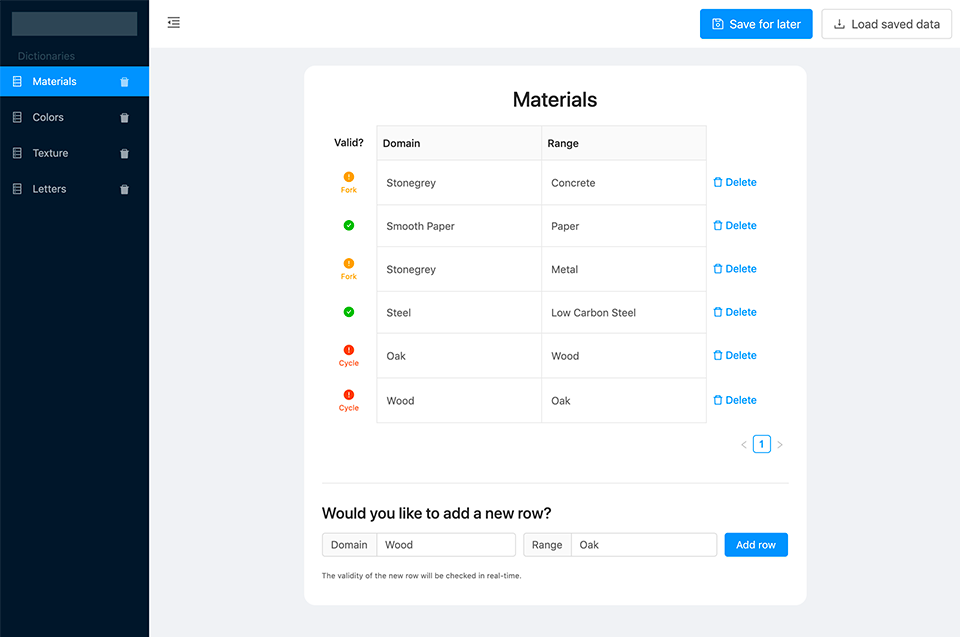 Save for later
Load saved data
Dictionaries
Materials
Colors
Texture
Letters
Materials
Valid? Domain Range
Stonegrey Concrete Delete
Fork
Smooth Paper Paper Delete
Stonegrey Metal Delete
Fork
Steel Low Carbon Steel Delete
Oak Wood Delete
Cycle
Wood Oak Delete
Cycle
< 1 >
Would you like to add a new row?
Domain Wood Range Oak Add row
The validity of the new row will be checked in real-time.